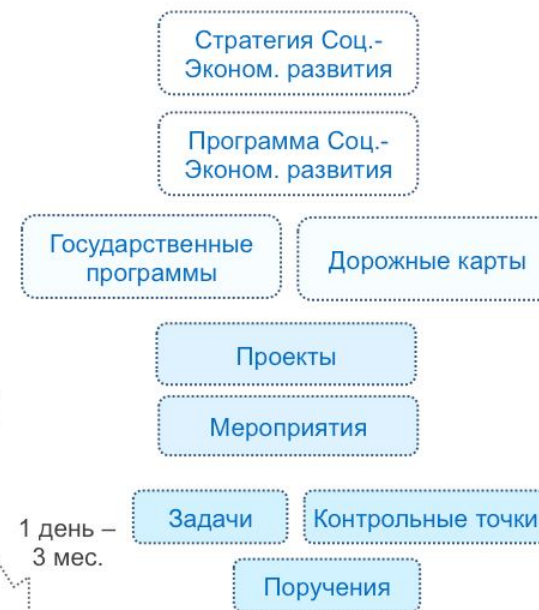 Стратегия Соц.-
Эконом. развития
Программа Соц.-
Эконом. развития
Государственные
программы
Дорожные карты
Проекты
Мероприятия
1 день –
3 мес.
Задачи
Контрольные точки
Поручения